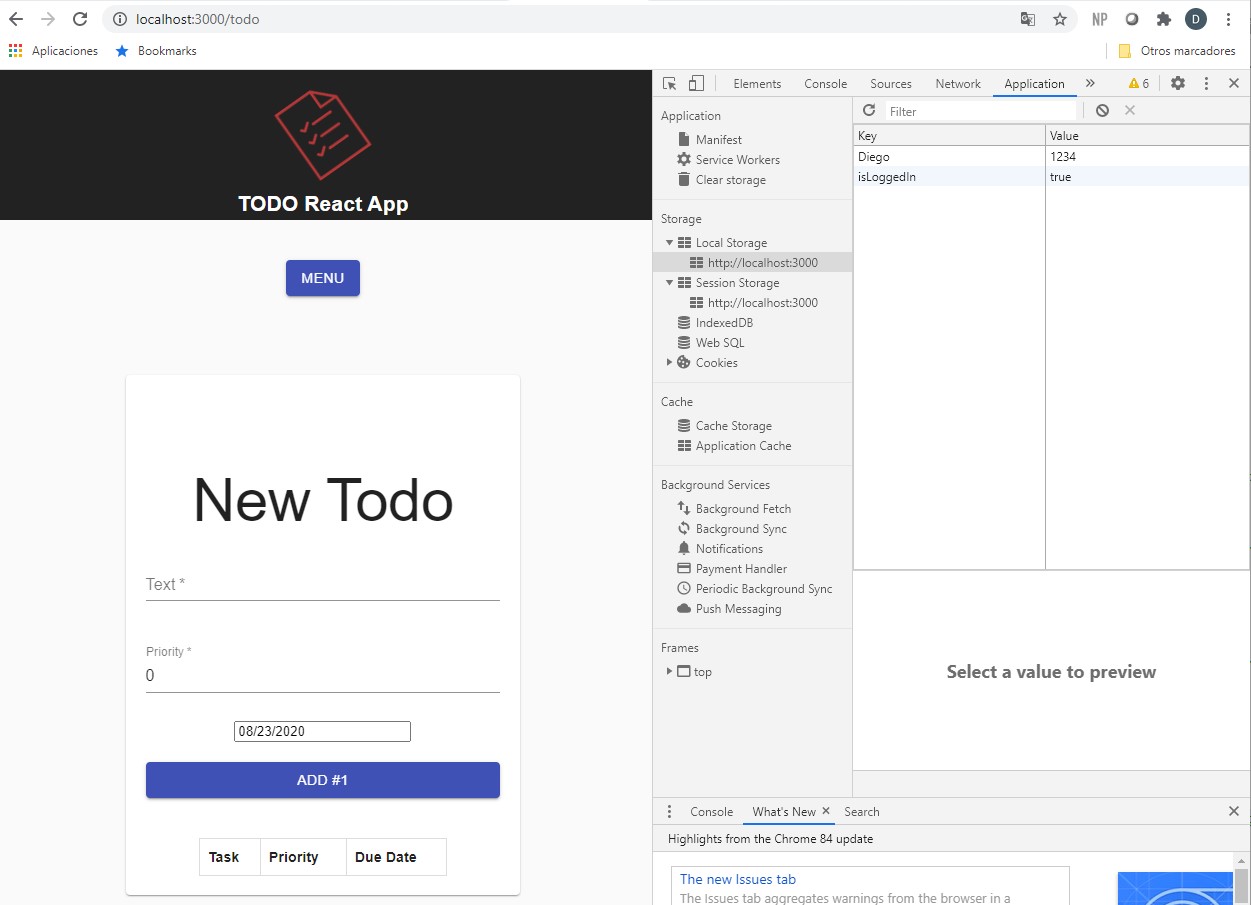 localhost:3000/todo
NP
D
Aplicaciones
Bookmarks
Otros marcadores
TODO React App
MENU
New Todo
Text *
Priority *
0
08/23/2020
ADD #1
Task Priority Due Date
Elements Console Sources Network Application » 6
Application
Manifest
Service Workers
Clear storage
Storage
Local Storage
http://localhost:3000
Session Storage
http://localhost:3000
IndexedDB
Web SQL
Cookies
Cache
Cache Storage
Application Cache
Background Services
Background Fetch
Background Sync
Notifications
Payment Handler
Periodic Background Sync
Push Messaging
Frames
top
Filter
Key Value
Diego 1234
isLoggedIn true
Select a value to preview
Console What's New Search
Highlights from the Chrome 84 update
The new Issues tab
The Issues tab aggregates warnings from the browser in a